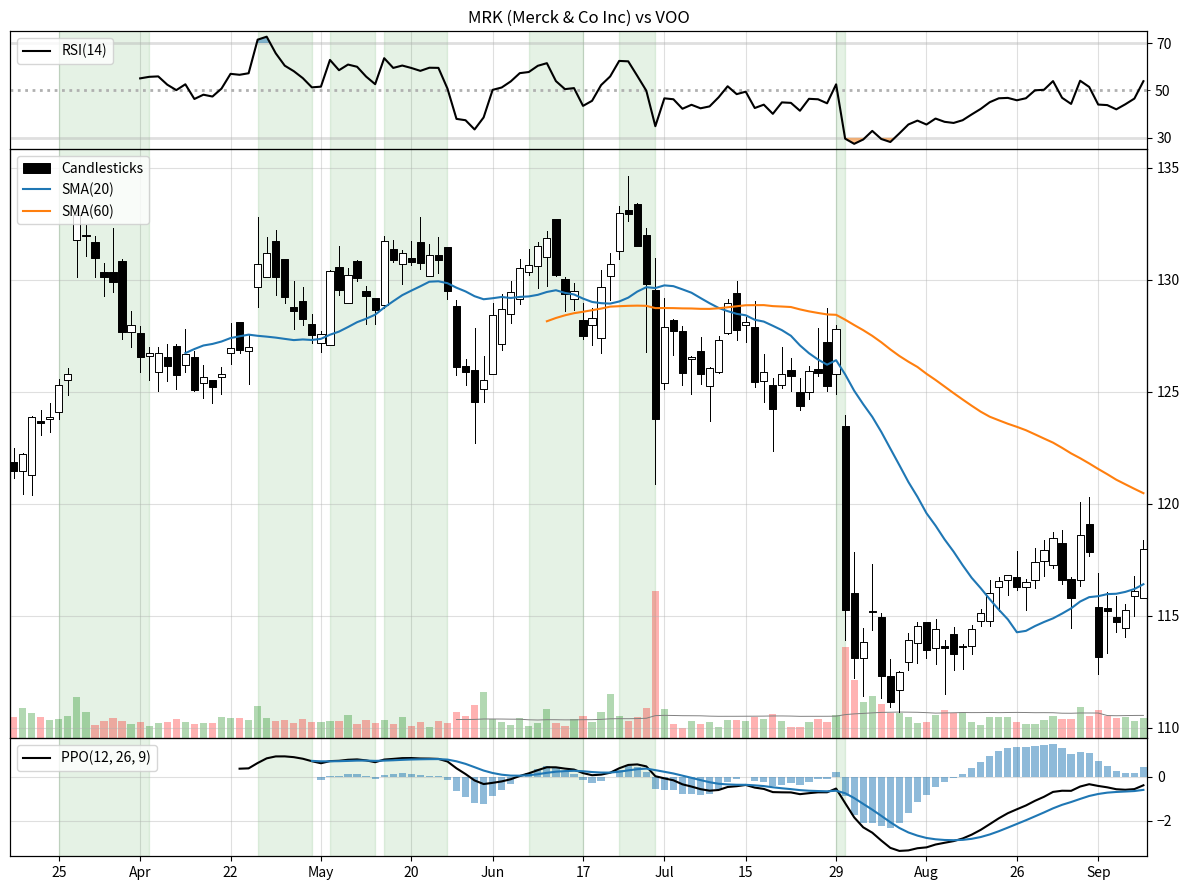 MRK (Merck & Co Inc) vs VOO
RSI(14)
70
50
30
Candlesticks
SMA(20)
SMA(60)
135
130
125
120
115
110
PPO(12, 26, 9)
0
−2
25 Apr 22 May 20 Jun 17 Jul 15 29 Aug 26 Sep